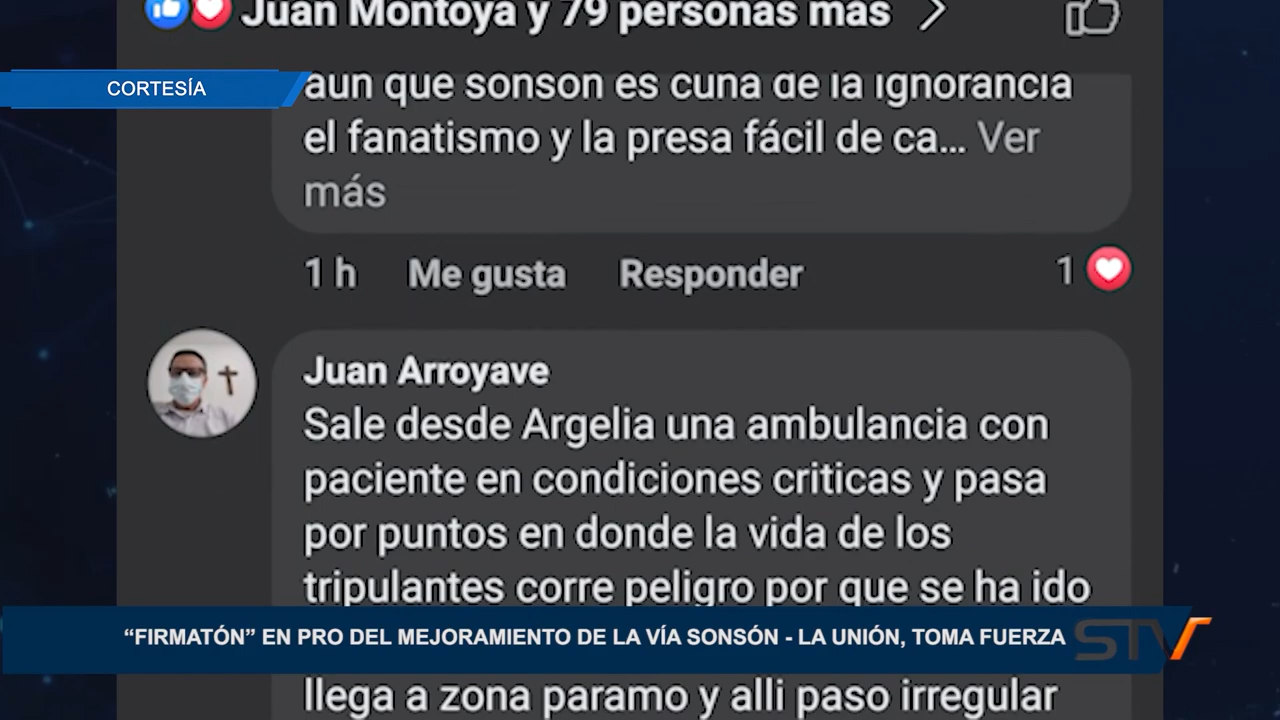 Juan Montoya y 79 personas más
CORTESÍA
aún que sonson es cuna de la ignorancia
el fanatismo y la presa fácil de ca... Ver
más
1 h Me gusta Responder 1
Juan Arroyave
Sale desde Argelia una ambulancia con
paciente en condiciones criticas y pasa
por puntos en donde la vida de los
tripulantes corre peligro por que se ha ido
“FIRMATÓN” EN PRO DEL MEJORAMIENTO DE LA VÍA SONSÓN - LA UNIÓN, TOMA FUERZA STV
llega a zona paramo y alli paso irregular